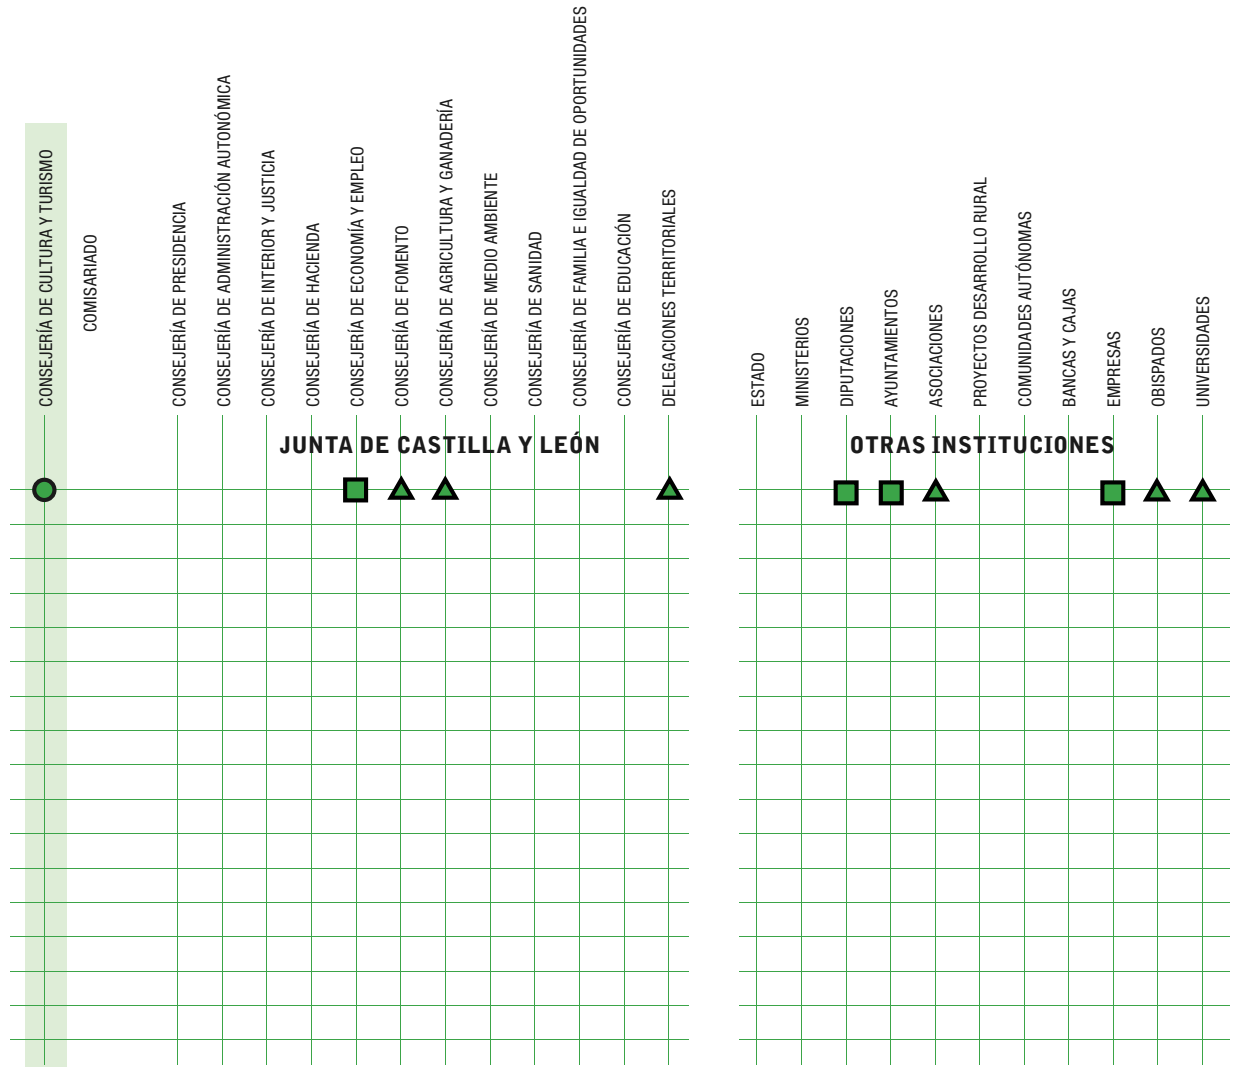 CONSEJERÍA DE CULTURA Y TURISMO
COMISARIADO
CONSEJERÍA DE PRESIDENCIA
CONSEJERÍA DE ADMINISTRACIÓN AUTONÓMICA
CONSEJERÍA DE INTERIOR Y JUSTICIA
CONSEJERÍA DE HACIENDA
CONSEJERÍA DE ECONOMÍA Y EMPLEO
CONSEJERÍA DE FOMENTO
CONSEJERÍA DE AGRICULTURA Y GANADERÍA
CONSEJERÍA DE MEDIO AMBIENTE
CONSEJERÍA DE SANIDAD
CONSEJERÍA DE FAMILIA E IGUALDAD DE OPORTUNIDADES
CONSEJERÍA DE EDUCACIÓN
DELEGACIONES TERRITORIALES
ESTADO
MINISTERIOS
DIPUTACIONES
AYUNTAMIENTOS
ASOCIACIONES
PROYECTOS DESARROLLO RURAL
COMUNIDADES AUTÓNOMAS
BANCAS Y CAJAS
EMPRESAS
OBISPADOS
UNIVERSIDADES
JUNTA DE CASTILLA Y LEÓN
OTRAS INSTITUCIONES